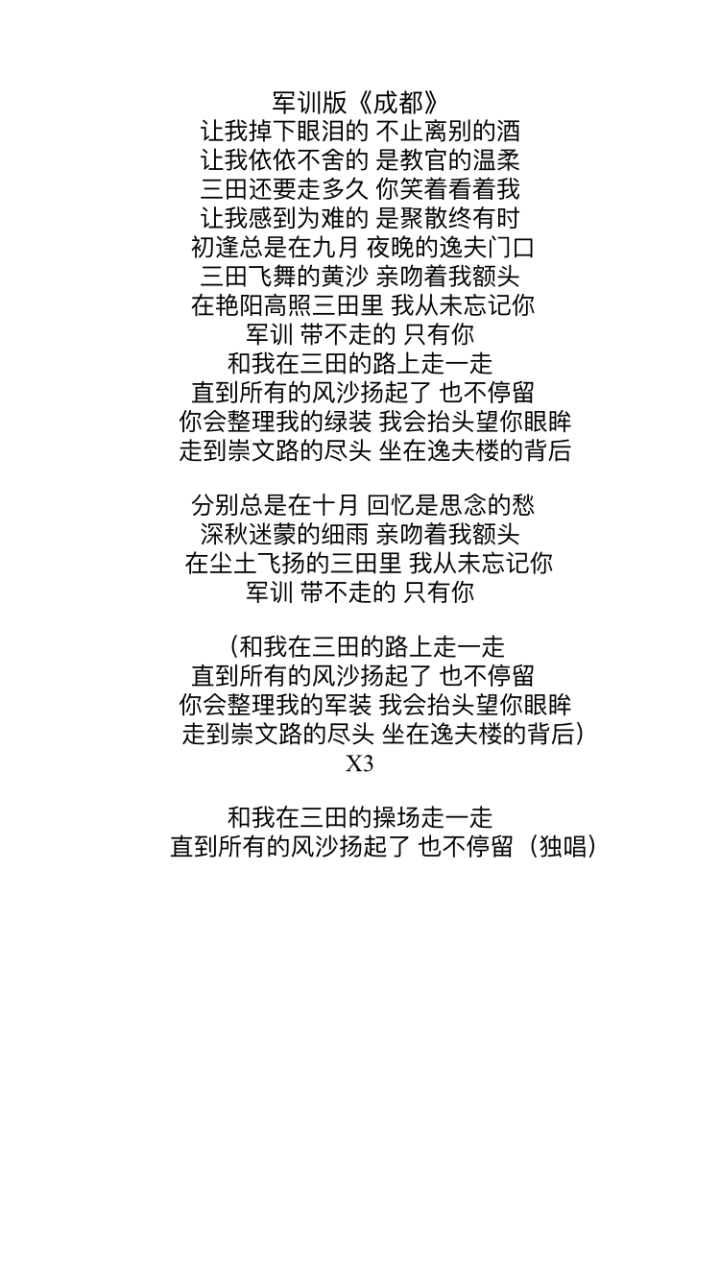 军训版《成都》
让我掉下眼泪的 不止离别的酒
让我依依不舍的 是教官的温柔
三田还要走多久 你笑着看着我
让我感到为难的 是聚散终有时
初逢总是在九月 夜晚的逸夫门口
三田飞舞的黄沙 亲吻着我额头
在艳阳高照三田里 我从未忘记你
军训 带不走的 只有你
和我在三田的路上走一走
直到所有的风沙扬起了 也不停留
你会整理我的绿装 我会抬头望你眼眸
走到崇文路的尽头 坐在逸夫楼的背后
分别总是在十月 回忆是思念的愁
深秋迷蒙的细雨 亲吻着我额头
在尘土飞扬的三田里 我从未忘记你
军训 带不走的 只有你
（和我在三田的路上走一走
直到所有的风沙扬起了 也不停留
你会整理我的军装 我会抬头望你眼眸
走到崇文路的尽头 坐在逸夫楼的背后）
X3
和我在三田的操场走一走
直到所有的风沙扬起了 也不停留（独唱）